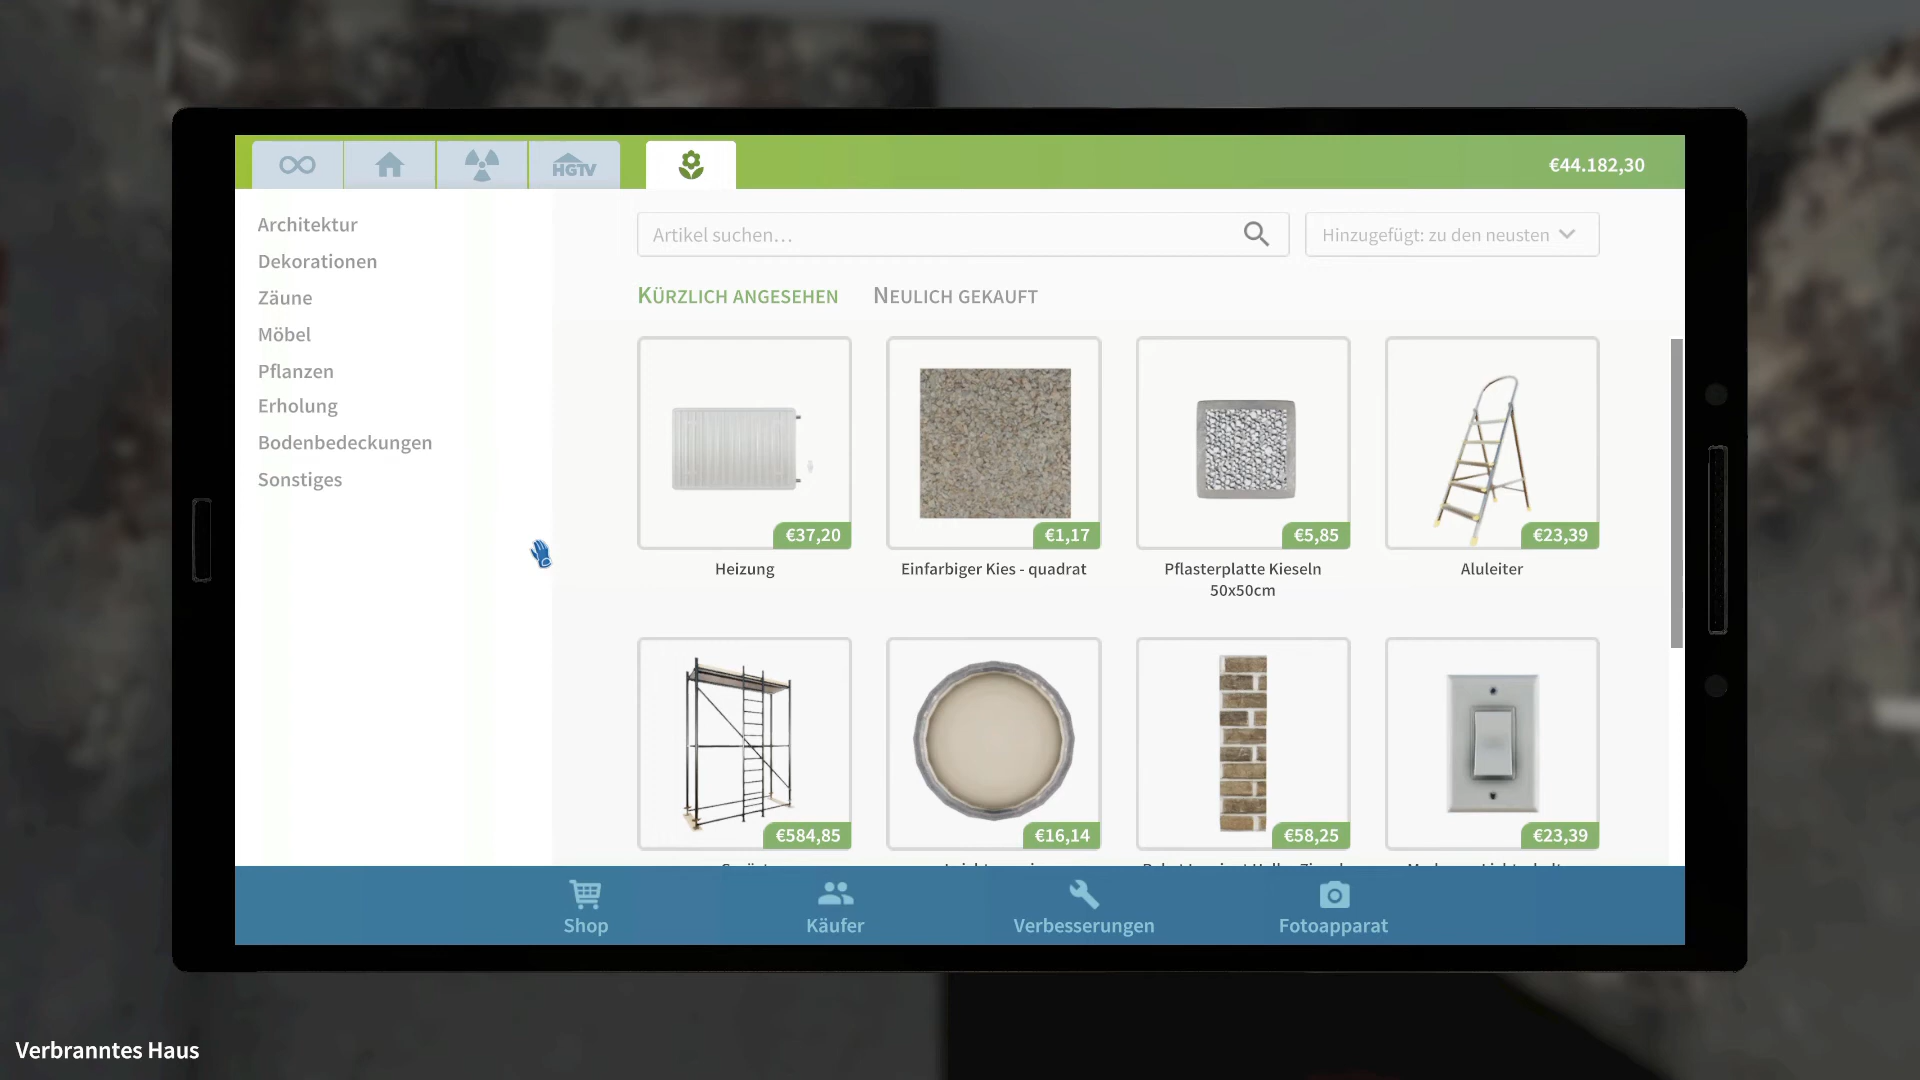 HGTV
€44.182,30
Architektur
Dekorationen
Zäune
Möbel
Pflanzen
Erholung
Bodenbedeckungen
Sonstiges
Artikel suchen...
Hinzugefügt: zu den neusten
KÜRZLICH ANGESEHEN
NEULICH GEKAUFT
€37,20
€1,17
€5,85
€23,39
Heizung
Einfarbiger Kies - quadrat
Pflasterplatte Kieseln
50x50cm
Aluleiter
€584,85
€16,14
€58,25
€23,39
Shop
Käufer
Verbesserungen
Fotoapparat
Verbranntes Haus